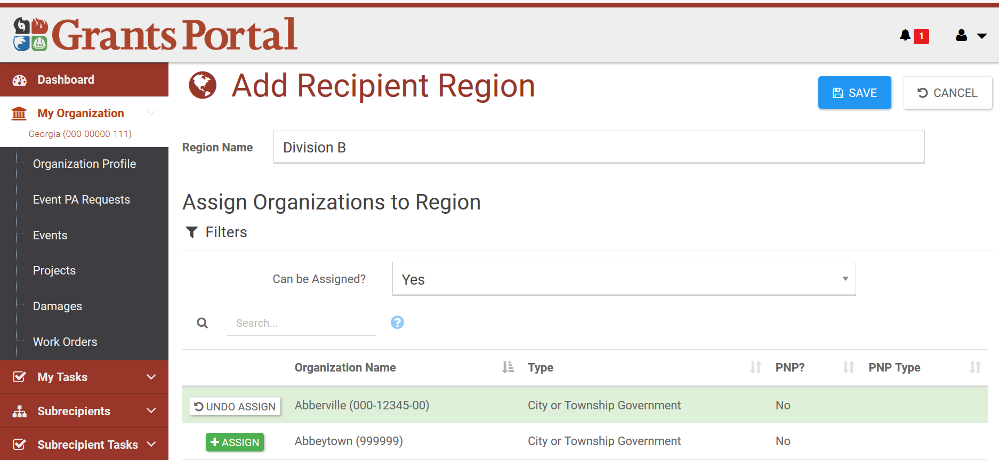 Grants Portal
1
Dashboard
My Organization
Georgia (000-00000-111)
Organization Profile
Event PA Requests
Events
Projects
Damages
Work Orders
My Tasks
Subrecipients
Subrecipient Tasks
Add Recipient Region
SAVE
CANCEL
Region Name
Division B
Assign Organizations to Region
Filters
Can be Assigned?
Yes
Search...
?
Organization Name Type PNP? PNP Type
UNDO ASSIGN Abberville (000-12345-00) City or Township Government No
ASSIGN Abbeytown (999999) City or Township Government No